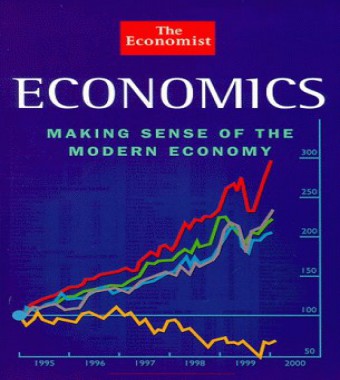 The
Economist
ECONOMICS
MAKING SENSE OF THE
MODERN ECONOMY
300
250
200
150
100
50
1995 1996 1997 1998 1999 2000